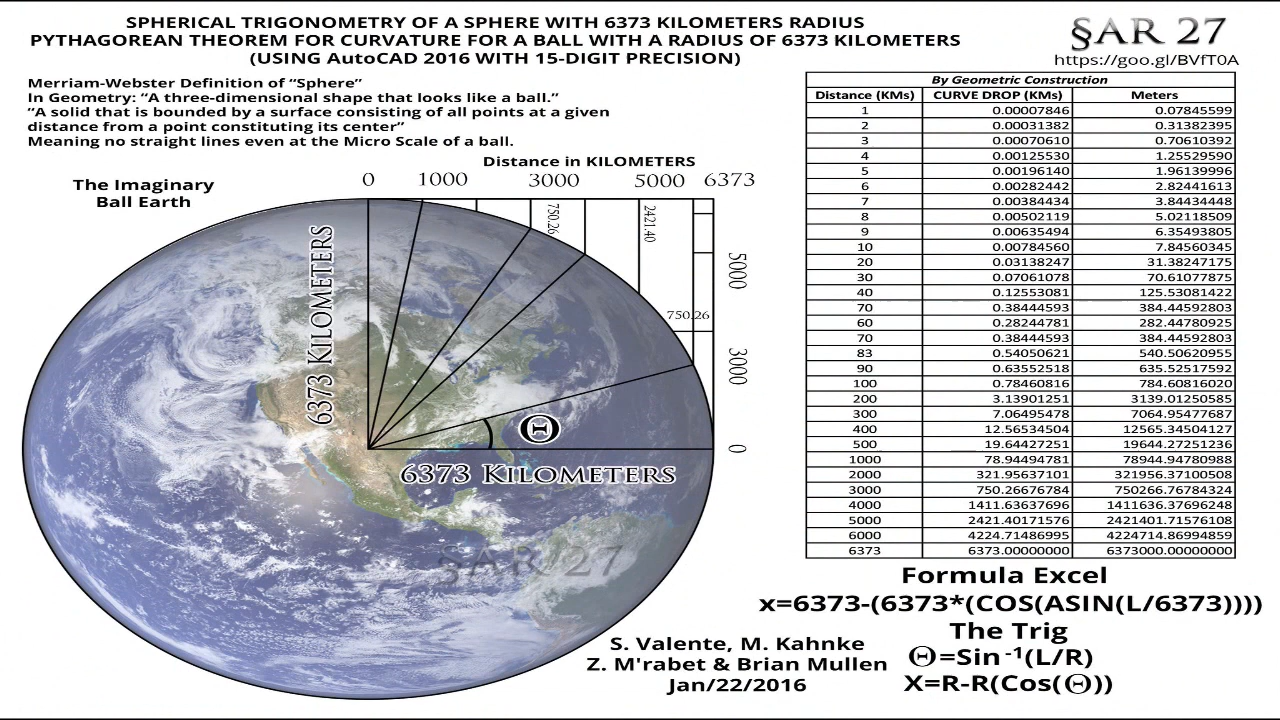 SPHERICAL TRIGONOMETRY OF A SPHERE WITH 6373 KILOMETERS RADIUS
PYTHAGOREAN THEOREM FOR CURVATURE FOR A BALL WITH A RADIUS OF 6373 KILOMETERS
(USING AutoCAD 2016 WITH 15-DIGIT PRECISION)
§AR 27
https://goo.gl/BVfT0A
Merriam-Webster Definition of “Sphere”
In Geometry: “A three-dimensional shape that looks like a ball.”
“A solid that is bounded by a surface consisting of all points at a given
distance from a point constituting its center”
Meaning no straight lines even at the Micro Scale of a ball.
Distance in KILOMETERS
0 1000 3000 5000 6373
The Imaginary
Ball Earth
750.26
2421.40
5000
750.26
3000
0
6373 KILOMETERS
Θ
6373 KILOMETERS
§AR 27
By Geometric Construction
Distance (KMs) CURVE DROP (KMs) Meters
1 0.00007846 0.07845599
2 0.00031382 0.31382395
3 0.00070610 0.70610392
4 0.00125530 1.25529590
5 0.00196140 1.96139996
6 0.00282442 2.82441613
7 0.00384434 3.84434448
8 0.00502119 5.02118509
9 0.00635494 6.35493805
10 0.00784560 7.84560345
20 0.03138247 31.38247175
30 0.07061078 70.61077875
40 0.12553081 125.53081422
70 0.38444593 384.44592803
60 0.28244781 282.44780925
70 0.38444593 384.44592803
83 0.54050621 540.50620955
90 0.63552518 635.52517592
100 0.78460816 784.60816020
200 3.13901251 3139.01250585
300 7.06495478 7064.95477687
400 12.56534504 12565.34504127
500 19.64427251 19644.27251236
1000 78.94494781 78944.94780988
2000 321.95637101 321956.37100508
3000 750.26676784 750266.76784324
4000 1411.63637696 1411636.37696248
5000 2421.40171576 2421401.71576108
6000 4224.71486995 4224714.86994859
6373 6373.00000000 6373000.00000000
Formula Excel
x=6373-(6373*(COS(ASIN(L/6373))))
The Trig
Θ=Sin⁻¹(L/R)
X=R-R(Cos(Θ))
S. Valente, M. Kahnke
Z. M'rabet & Brian Mullen
Jan/22/2016